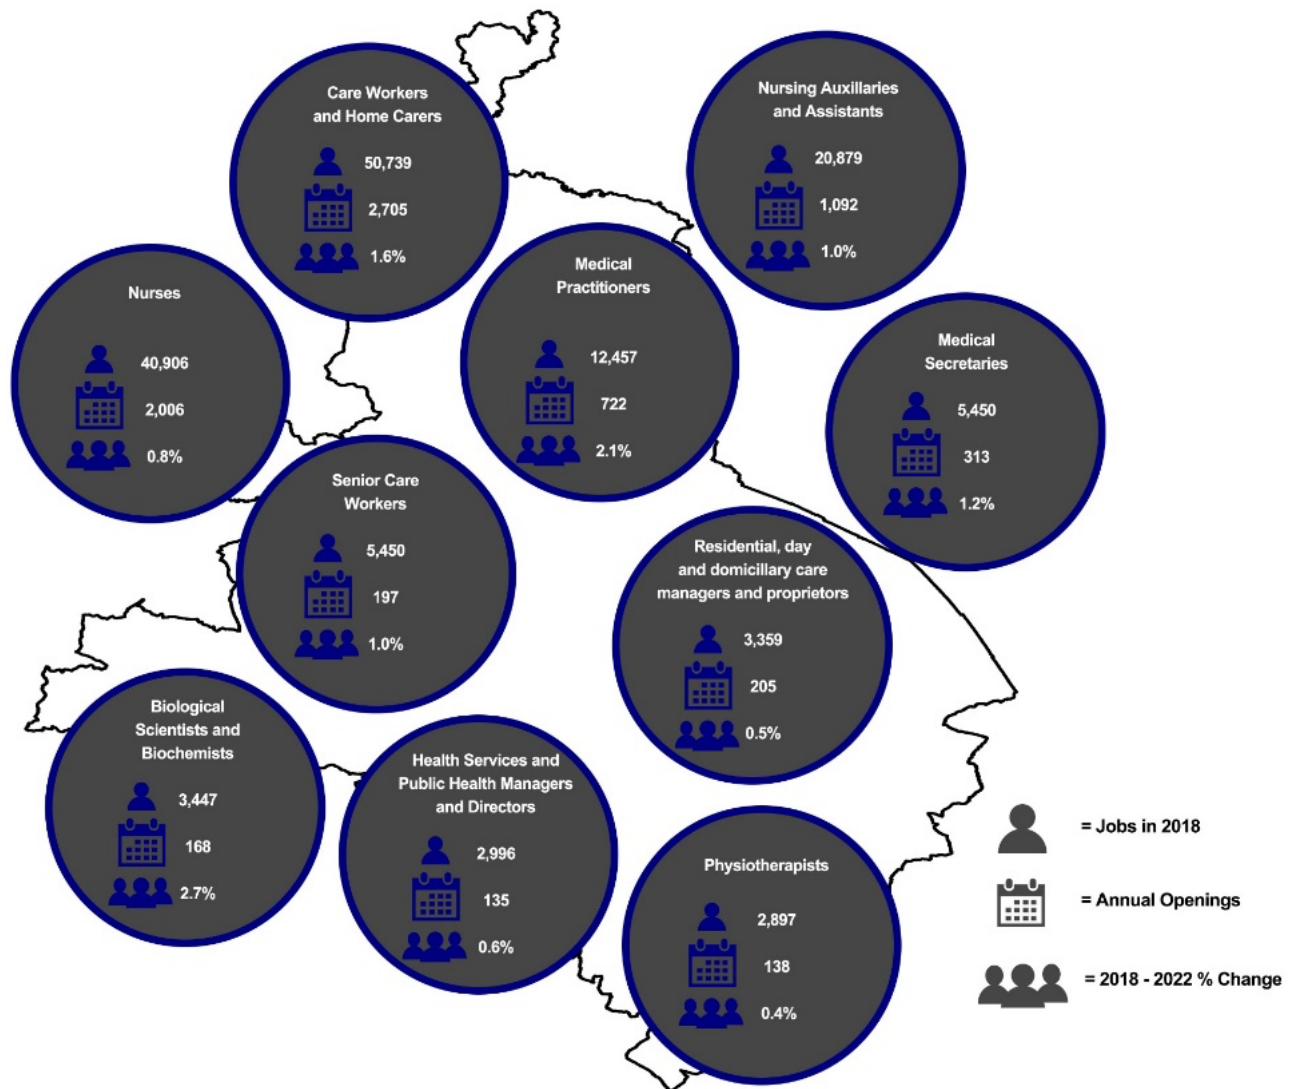 Care Workers
and Home Carers
50,739
2,705
1.6%
Nursing Auxillaries
and Assistants
20,879
1,092
1.0%
Nurses
40,906
2,006
0.8%
Medical
Practitioners
12,457
722
2.1%
Medical
Secretaries
5,450
313
1.2%
Senior Care
Workers
5,450
197
1.0%
Residential, day
and domicillary care
managers and proprietors
3,359
205
0.5%
Biological
Scientists and
Biochemists
3,447
168
2.7%
Health Services and
Public Health Managers
and Directors
2,996
135
0.6%
Physiotherapists
2,897
138
0.4%
= Jobs in 2018
= Annual Openings
= 2018 - 2022 % Change